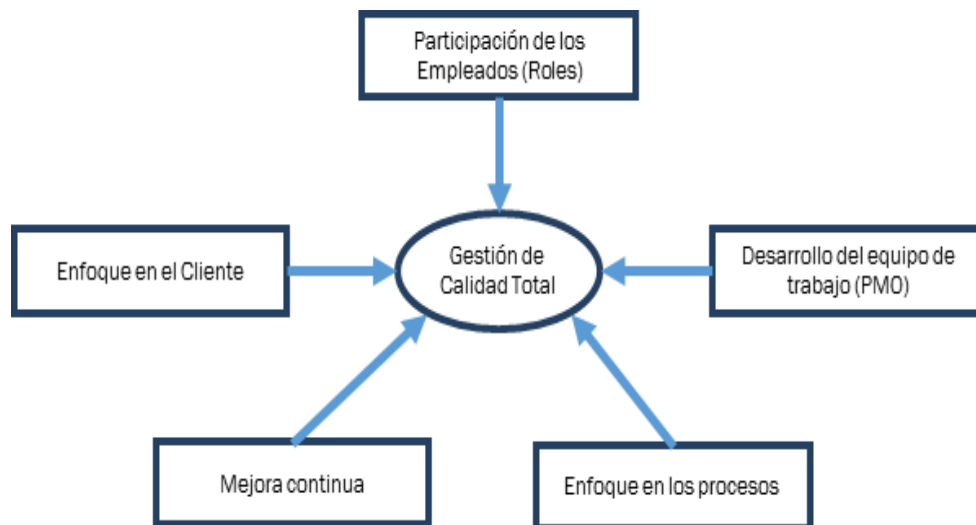 Participación de los
Empleados (Roles)
Enfoque en el Cliente
Gestión de
Calidad Total
Desarrollo del equipo de
trabajo (PMO)
Mejora continua
Enfoque en los procesos